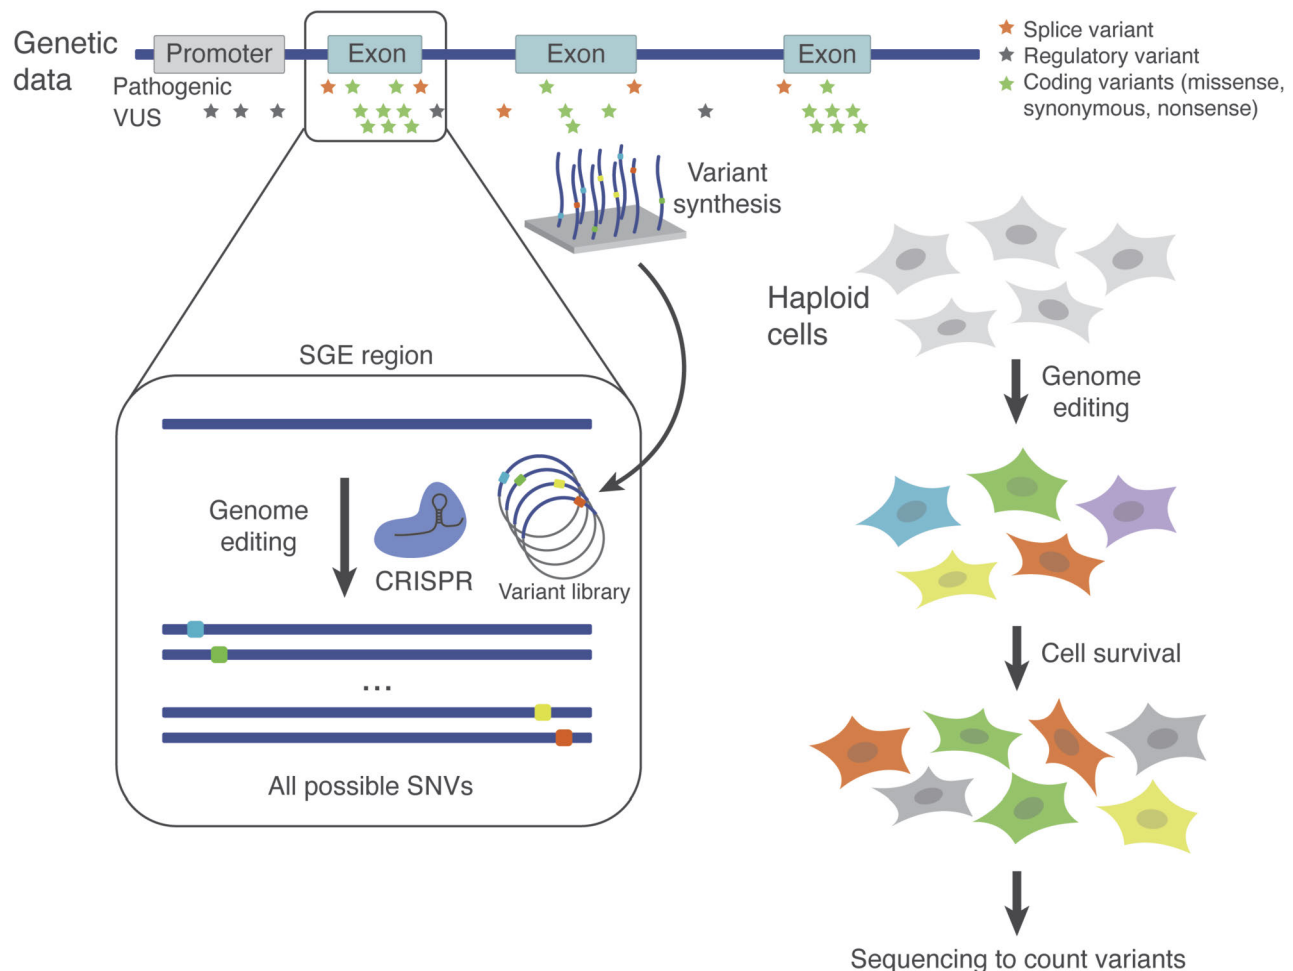 Genetic
data
Promoter
Exon
Exon
Exon
Splice variant
Regulatory variant
Coding variants (missense,
synonymous, nonsense)
Pathogenic
VUS
Variant
synthesis
Haploid
cells
SGE region
Genome
editing
Genome
editing
CRISPR
Variant library
...
All possible SNVs
Cell survival
Sequencing to count variants